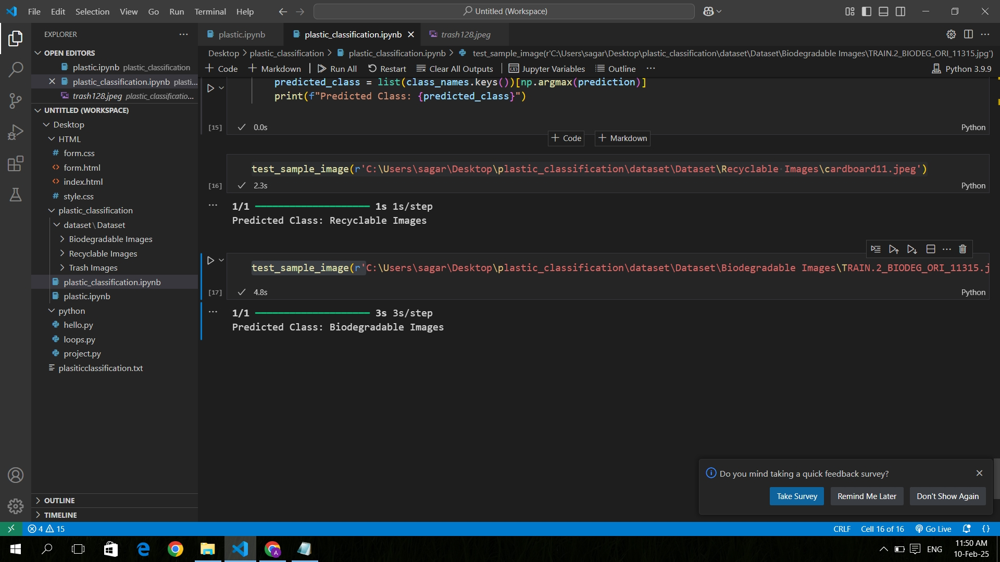 File Edit Selection View Go Run Terminal Help
Untitled (Workspace)
EXPLORER
OPEN EDITORS
plastic.ipynb plastic_classification
plastic_classification.ipynb plasti...
trash128.jpeg plastic_classificatio...
UNTITLED (WORKSPACE)
Desktop
HTML
form.css
form.html
index.html
style.css
plastic_classification
dataset\Dataset
Biodegradable Images
Recyclable Images
Trash Images
plastic_classification.ipynb
plastic.ipynb
python
hello.py
loops.py
project.py
plasiticclassification.txt
OUTLINE
TIMELINE
plastic.ipynb plastic_classification.ipynb trash128.jpeg
Desktop > plastic_classification > plastic_classification.ipynb > test_sample_image(r'C:\Users\sagar\Desktop\plastic_classification\dataset\Dataset\Biodegradable Images\TRAIN.2_BIODEG_ORI_11315.jpg')
+ Code + Markdown Run All Restart Clear All Outputs Jupyter Variables Outline ... Python 3.9.9
predicted_class = list(class_names.keys())[np.argmax(prediction)]
print(f"Predicted Class: {predicted_class}")
[15] 0.0s Python
+ Code + Markdown
test_sample_image(r'C:\Users\sagar\Desktop\plastic_classification\dataset\Dataset\Recyclable Images\cardboard11.jpeg')
[16] 2.3s Python
1/1 1s 1s/step
Predicted Class: Recyclable Images
test_sample_image(r'C:\Users\sagar\Desktop\plastic_classification\dataset\Dataset\Biodegradable Images\TRAIN.2_BIODEG_ORI_11315.j
[17] 4.8s Python
1/1 3s 3s/step
Predicted Class: Biodegradable Images
Do you mind taking a quick feedback survey?
Take Survey Remind Me Later Don't Show Again
4 15 CRLF Cell 16 of 16 Go Live {}
ENG
11:50 AM
10-Feb-25